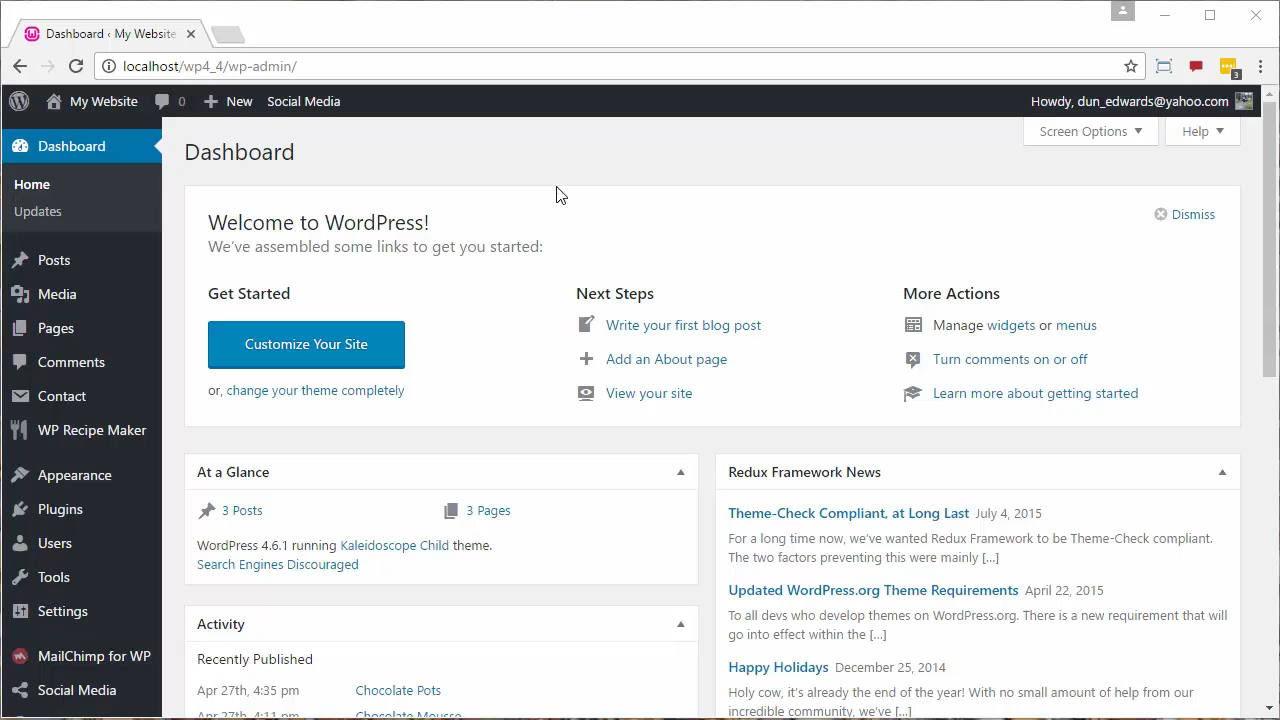 Dashboard ‹ My Website
localhost/wp4_4/wp-admin/
3
My Website
0
New
Social Media
Howdy, dun_edwards@yahoo.com
Dashboard
Home
Updates
Posts
Media
Pages
Comments
Contact
WP Recipe Maker
Appearance
Plugins
Users
Tools
Settings
MailChimp for WP
Social Media
Screen Options
Help
Dashboard
Welcome to WordPress!
We've assembled some links to get you started:
Dismiss
Get Started
Customize Your Site
or, change your theme completely
Next Steps
Write your first blog post
Add an About page
View your site
More Actions
Manage widgets or menus
Turn comments on or off
Learn more about getting started
At a Glance
3 Posts
3 Pages
WordPress 4.6.1 running Kaleidoscope Child theme.
Search Engines Discouraged
Activity
Recently Published
Apr 27th, 4:35 pm Chocolate Pots
Apr 27th, 4:11 pm Chocolate Mousse
Redux Framework News
Theme-Check Compliant, at Long Last July 4, 2015
For a long time now, we've wanted Redux Framework to be Theme-Check compliant.
The two factors preventing this were mainly [...]
Updated WordPress.org Theme Requirements April 22, 2015
To all devs who develop themes on WordPress.org. There is a new requirement that will
go into effect within the [...]
Happy Holidays December 25, 2014
Holy cow, it's already the end of the year! With no small amount of help from our
incredible community, we've [...]